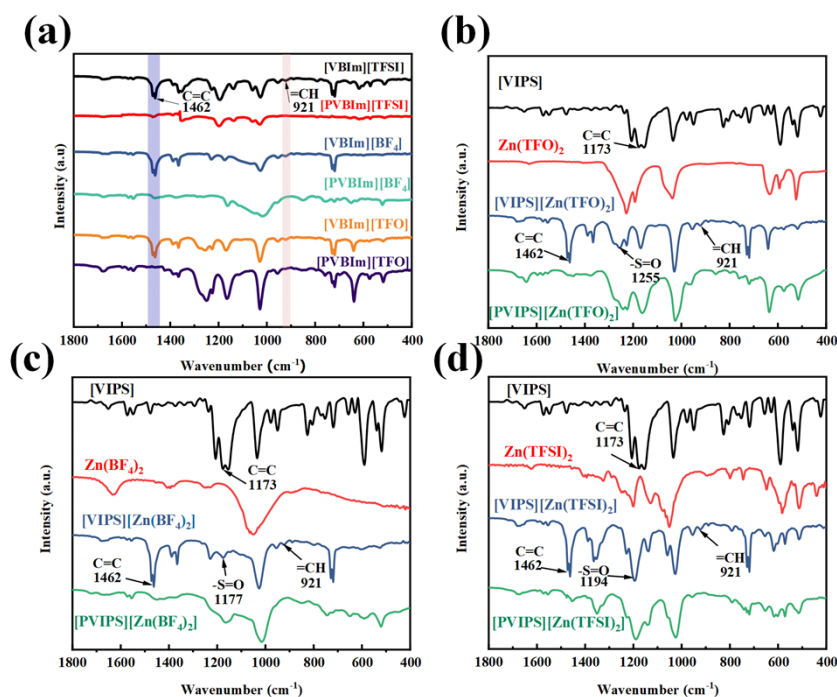 (a)
[VBIm][TFSI]
C=C
1462
=CH
921
[PVBIm][TFSI]
[VBIm][BF₄]
[PVBIm][BF₄]
[VBIm][TFO]
[PVBIm][TFO]
Intensity (a.u)
1800 1600 1400 1200 1000 800 600 400
Wavenumber (cm⁻¹)
(b)
[VIPS]
C=C
1173
Zn(TFO)₂
[VIPS][Zn(TFO)₂]
C=C
1462
-S=O
1255
=CH
921
[PVIPS][Zn(TFO)₂]
Intensity (a.u.)
1800 1600 1400 1200 1000 800 600 400
Wavenumber (cm⁻¹)
(c)
[VIPS]
C=C
1173
Zn(BF₄)₂
[VIPS][Zn(BF₄)₂]
C=C
1462
-S=O
1177
=CH
921
[PVIPS][Zn(BF₄)₂]
Intensity (a.u.)
1800 1600 1400 1200 1000 800 600 400
Wavenumber (cm⁻¹)
(d)
[VIPS]
C=C
1173
Zn(TFSI)₂
[VIPS][Zn(TFSI)₂]
C=C
1462
-S=O
1194
=CH
921
[PVIPS][Zn(TFSI)₂]
Intensity (a.u.)
1800 1600 1400 1200 1000 800 600 400
Wavenumber (cm⁻¹)